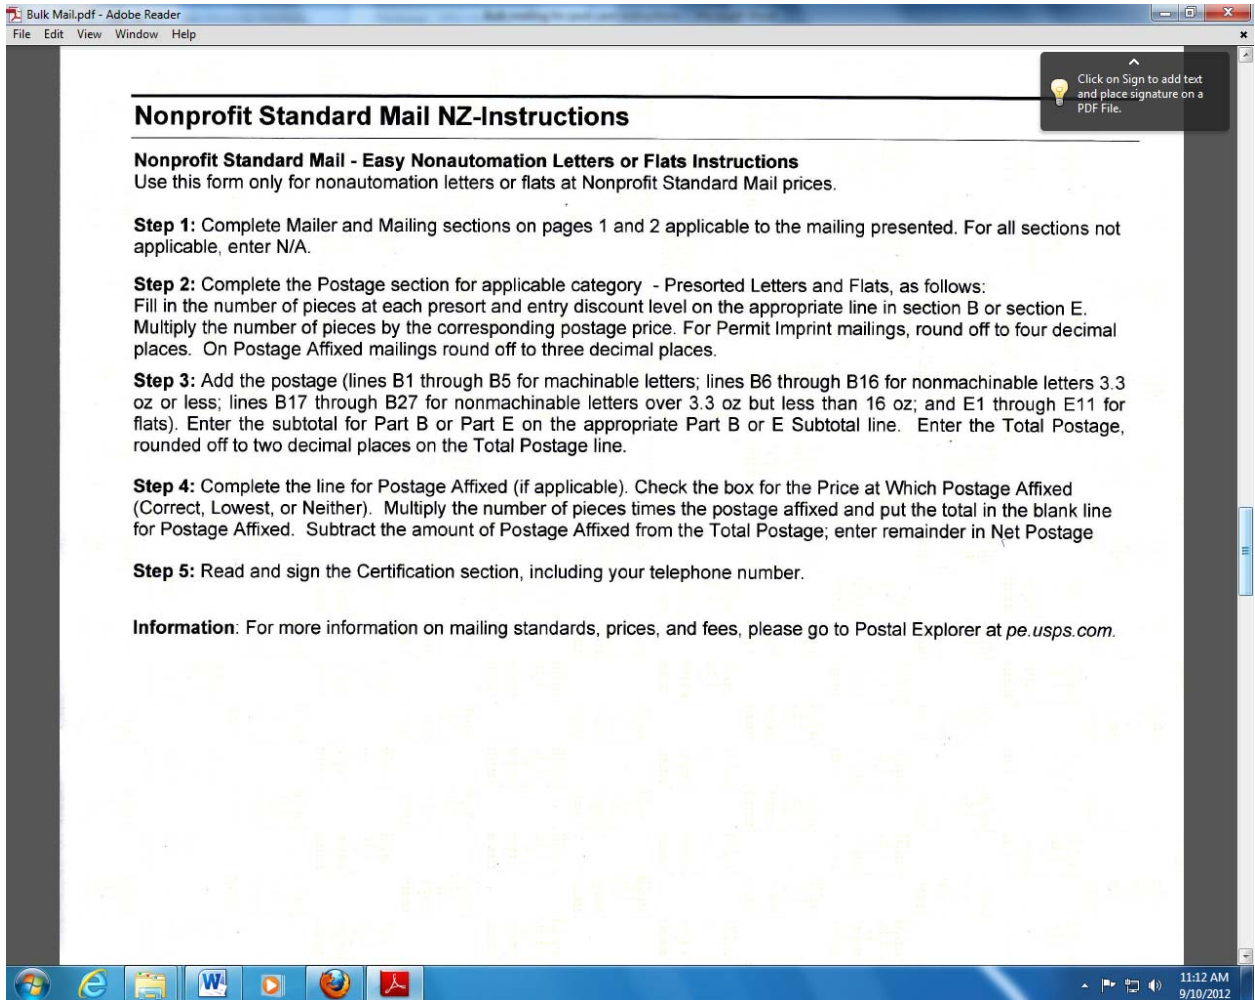 Bulk Mail.pdf - Adobe Reader
File Edit View Window Help
Click on Sign to add text
and place signature on a
PDF File.
Nonprofit Standard Mail NZ-Instructions
Nonprofit Standard Mail - Easy Nonautomation Letters or Flats Instructions
Use this form only for nonautomation letters or flats at Nonprofit Standard Mail prices.
Step 1: Complete Mailer and Mailing sections on pages 1 and 2 applicable to the mailing presented. For all sections not
applicable, enter N/A.
Step 2: Complete the Postage section for applicable category - Presorted Letters and Flats, as follows:
Fill in the number of pieces at each presort and entry discount level on the appropriate line in section B or section E.
Multiply the number of pieces by the corresponding postage price. For Permit Imprint mailings, round off to four decimal
places. On Postage Affixed mailings round off to three decimal places.
Step 3: Add the postage (lines B1 through B5 for machinable letters; lines B6 through B16 for nonmachinable letters 3.3
oz or less; lines B17 through B27 for nonmachinable letters over 3.3 oz but less than 16 oz; and E1 through E11 for
flats). Enter the subtotal for Part B or Part E on the appropriate Part B or E Subtotal line. Enter the Total Postage,
rounded off to two decimal places on the Total Postage line.
Step 4: Complete the line for Postage Affixed (if applicable). Check the box for the Price at Which Postage Affixed
(Correct, Lowest, or Neither). Multiply the number of pieces times the postage affixed and put the total in the blank line
for Postage Affixed. Subtract the amount of Postage Affixed from the Total Postage; enter remainder in Net Postage
Step 5: Read and sign the Certification section, including your telephone number.
Information: For more information on mailing standards, prices, and fees, please go to Postal Explorer at pe.usps.com.
11:12 AM
9/10/2012